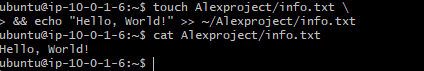 ubuntu@ip-10-0-1-6:~$ touch Alexproject/info.txt \
> && echo "Hello, World!" >> ~/Alexproject/info.txt
ubuntu@ip-10-0-1-6:~$ cat Alexproject/info.txt
Hello, World!
ubuntu@ip-10-0-1-6:~$